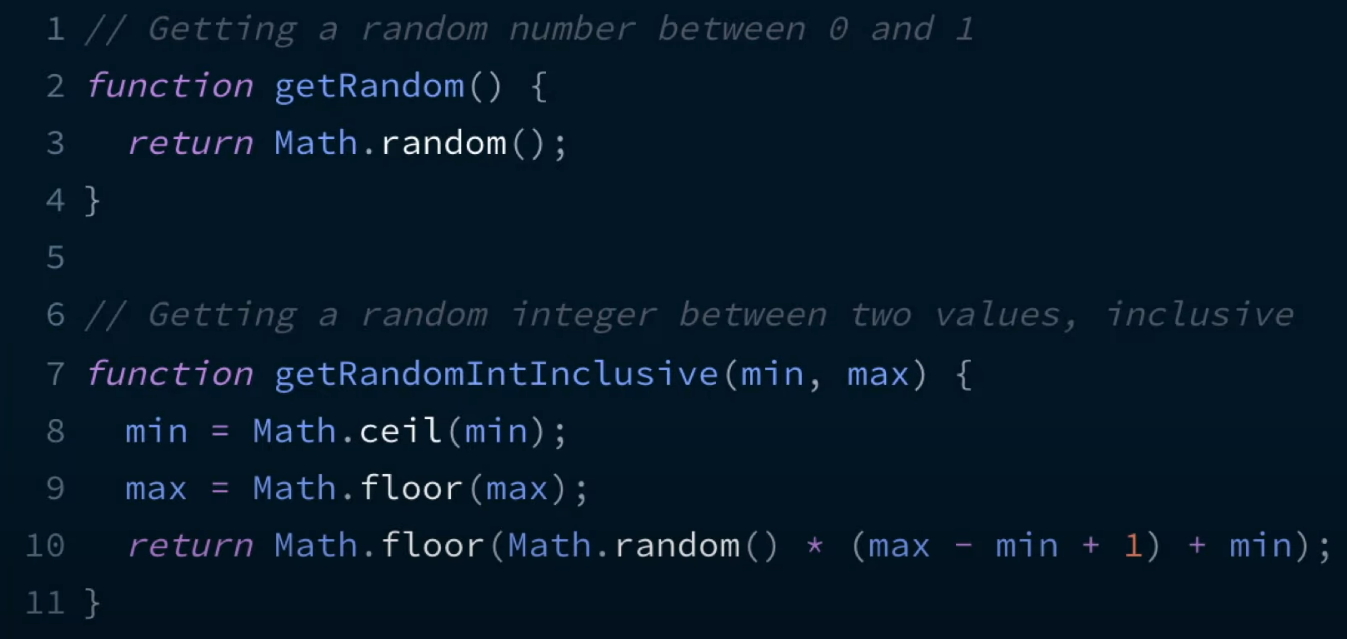 1 // Getting a random number between 0 and 1
2 function getRandom() {
3   return Math.random();
4 }
5
6 // Getting a random integer between two values, inclusive
7 function getRandomIntInclusive(min, max) {
8   min = Math.ceil(min);
9   max = Math.floor(max);
10   return Math.floor(Math.random() * (max - min + 1) + min);
11 }